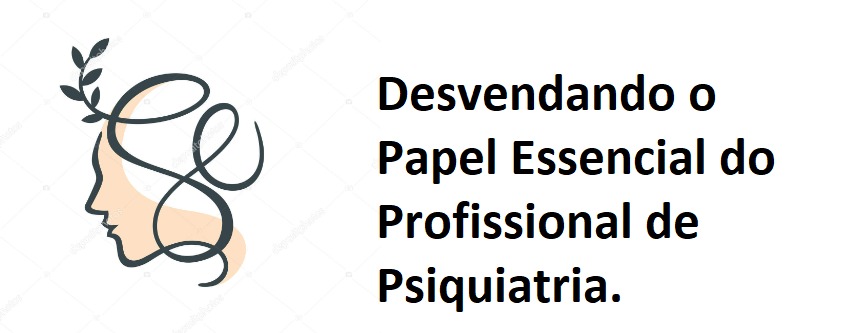 Desvendando o
Papel Essencial do
Profissional de
Psiquiatria.